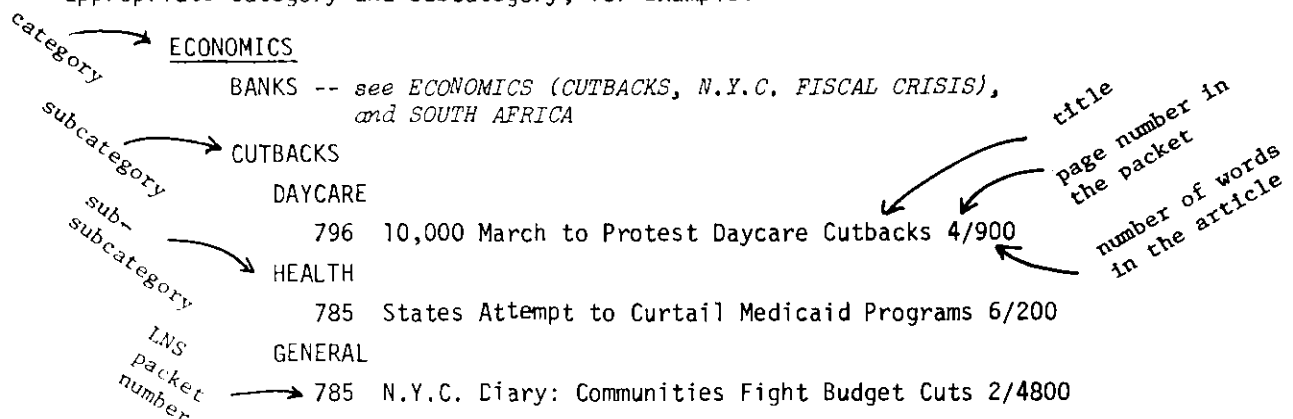 appropriate category and subcategory, for example:
category
ECONOMICS
BANKS -- see ECONOMICS (CUTBACKS, N.Y.C. FISCAL CRISIS),
and SOUTH AFRICA
title
page number in
the packet
number of words
in the article
subcategory
CUTBACKS
DAYCARE
796 10,000 March to Protest Daycare Cutbacks 4/900
sub-
subcategory
HEALTH
785 States Attempt to Curtail Medicaid Programs 6/200
GENERAL
LNS
packet
number
785 N.Y.C. Diary: Communities Fight Budget Cuts 2/4800